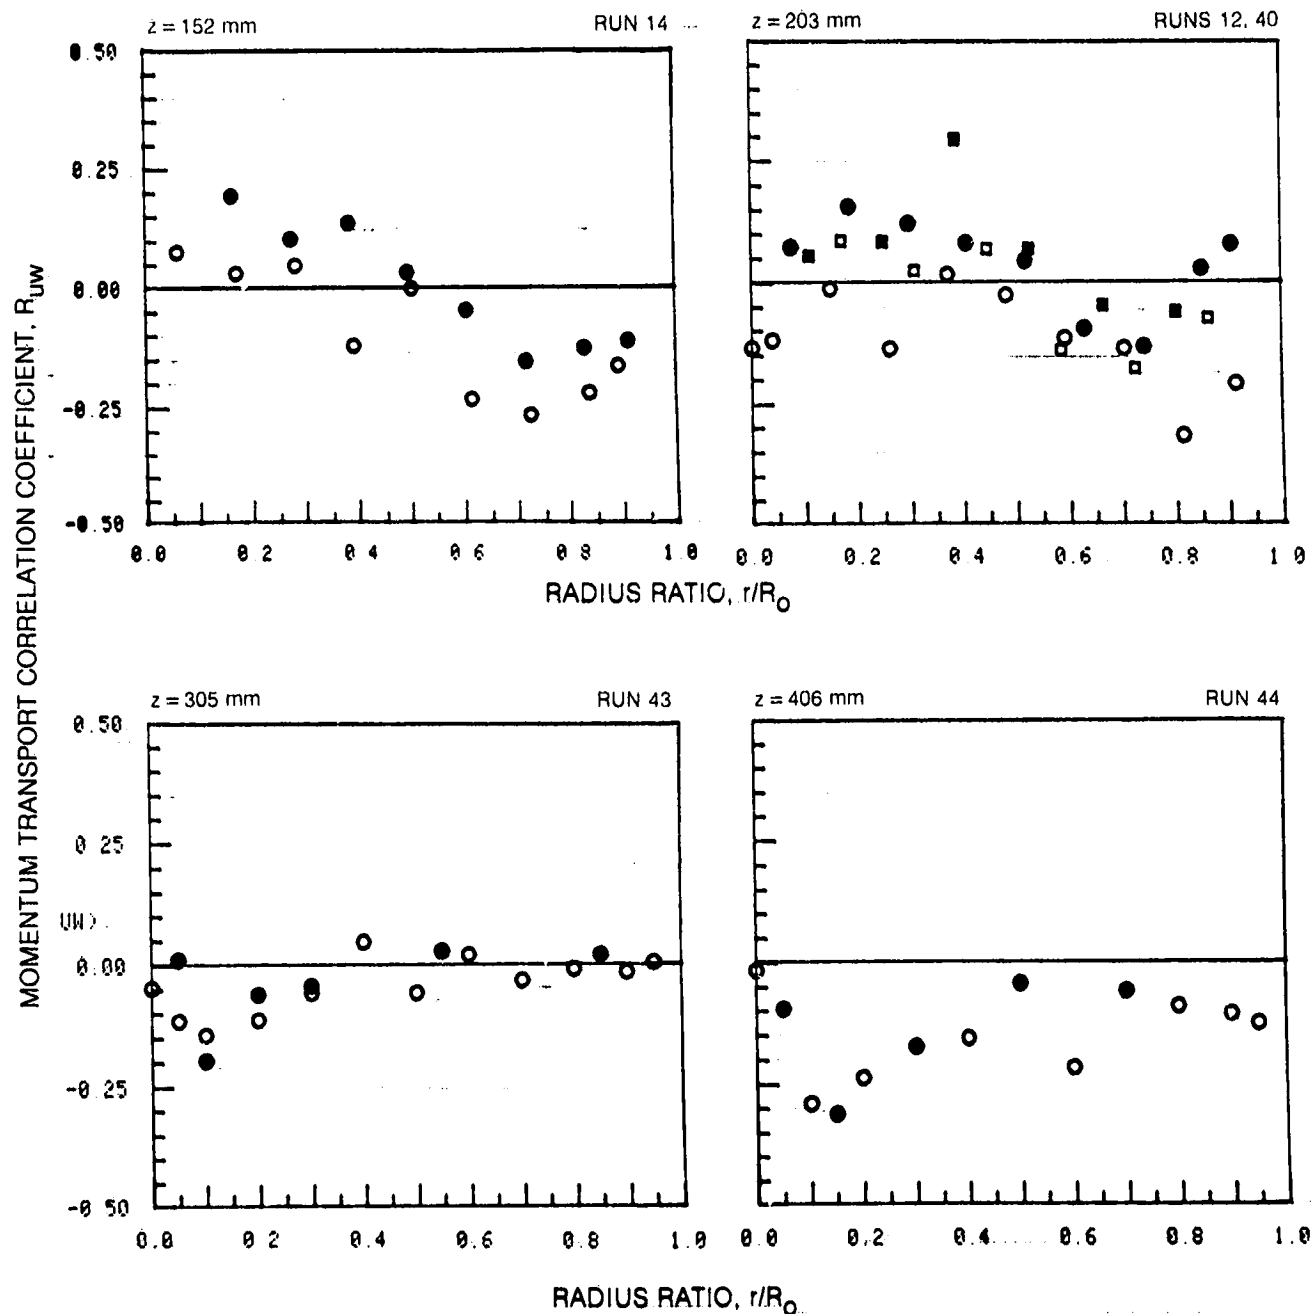 z = 152 mm RUN 14
z = 203 mm RUNS 12, 40
0.50
0.25
0.00
-0.25
-0.50
0.0 0.2 0.4 0.6 0.8 1.0
0.0 0.2 0.4 0.6 0.8 1.0
RADIUS RATIO, r/Ro
MOMENTUM TRANSPORT CORRELATION COEFFICIENT, Ruw
z = 305 mm RUN 43
z = 406 mm RUN 44
0.50
0 25
UW)
0.00
-0.25
-0 50
0.0 0.2 0.4 0.6 0.8 1.0
0.0 0.2 0.4 0.6 0.8 1.0
RADIUS RATIO, r/Ro